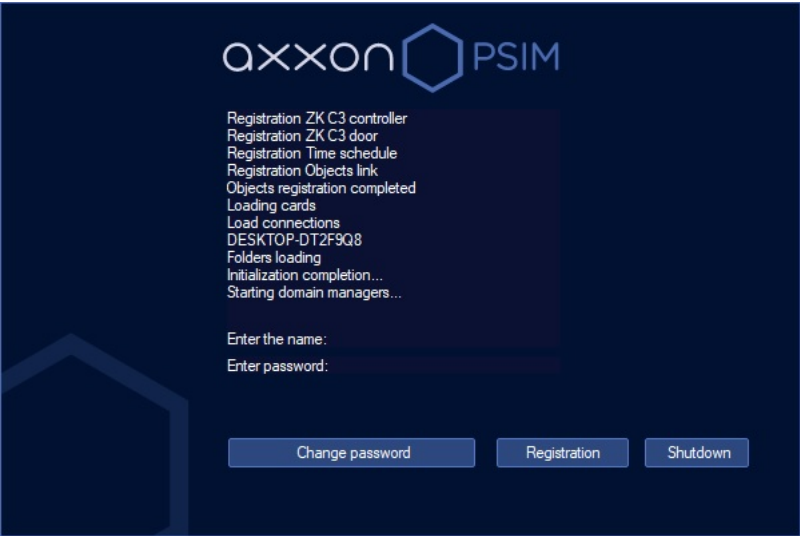 axxon PSIM
Registration ZK C3 controller
Registration ZK C3 door
Registration Time schedule
Registration Objects link
Objects registration completed
Loading cards
Load connections
DESKTOP-DT2F9Q8
Folders loading
Initialization completion...
Starting domain managers...
Enter the name:
Enter password:
Change password Registration Shutdown